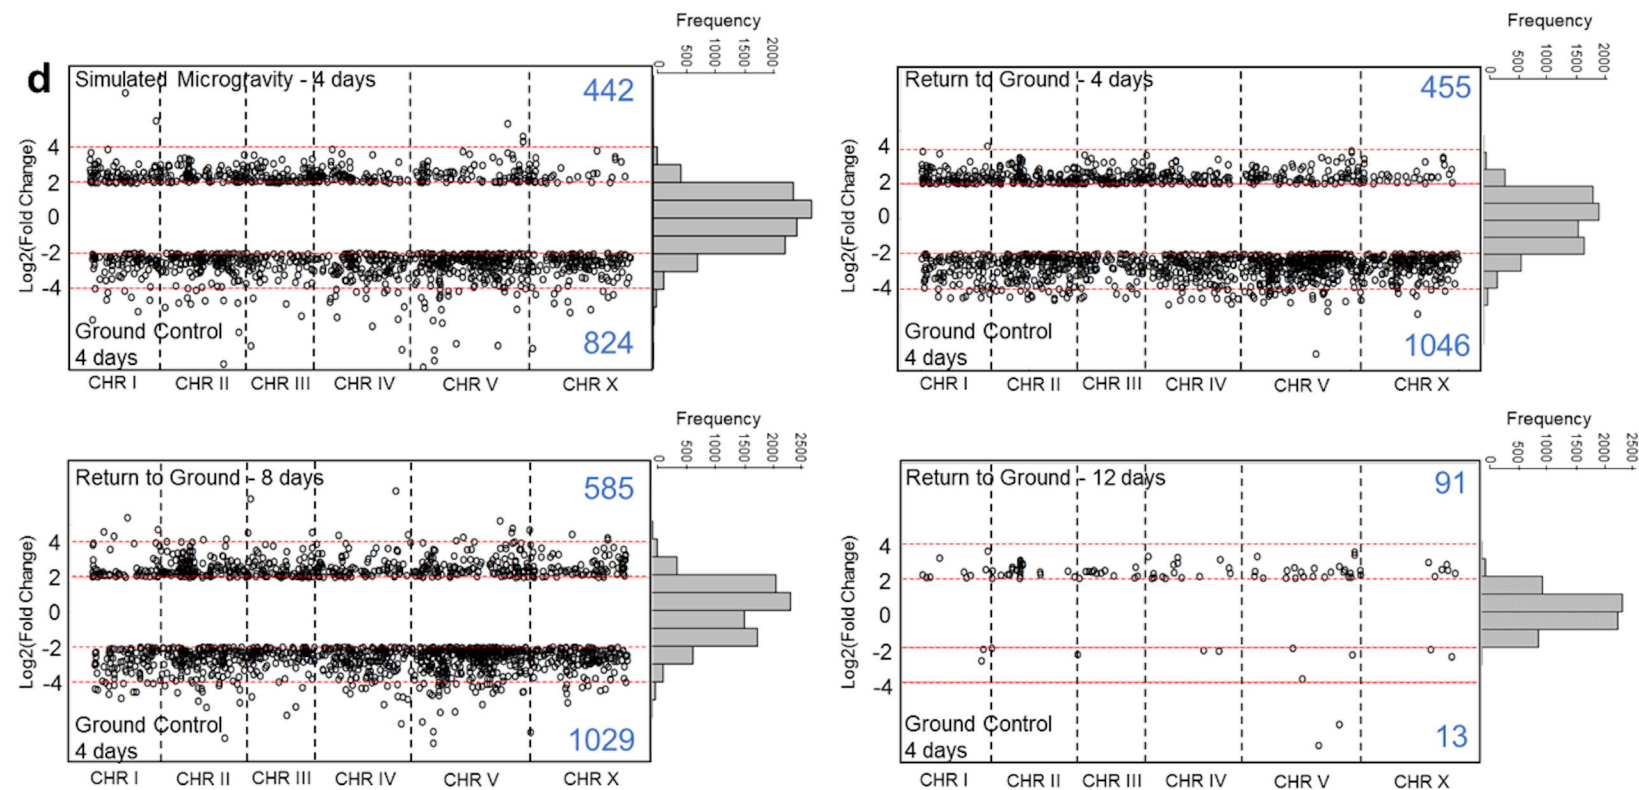 d
Frequency
0 500 1000 1500 2000
Simulated Microgravity - 4 days
442
Log2(Fold Change)
4
2
0
-2
-4
Ground Control
4 days
824
CHR I CHR II CHR III CHR IV CHR V CHR X
Frequency
0 500 1000 1500 2000
Return to Ground - 4 days
455
Log2(Fold Change)
4
2
0
-2
-4
Ground Control
4 days
1046
CHR I CHR II CHR III CHR IV CHR V CHR X
Frequency
0 500 1000 1500 2000 2500
Return to Ground - 8 days
585
Log2(Fold Change)
4
2
0
-2
-4
Ground Control
4 days
1029
CHR I CHR II CHR III CHR IV CHR V CHR X
Frequency
0 500 1000 1500 2000 2500
Return to Ground - 12 days
91
Log2(Fold Change)
4
2
0
-2
-4
Ground Control
4 days
13
CHR I CHR II CHR III CHR IV CHR V CHR X